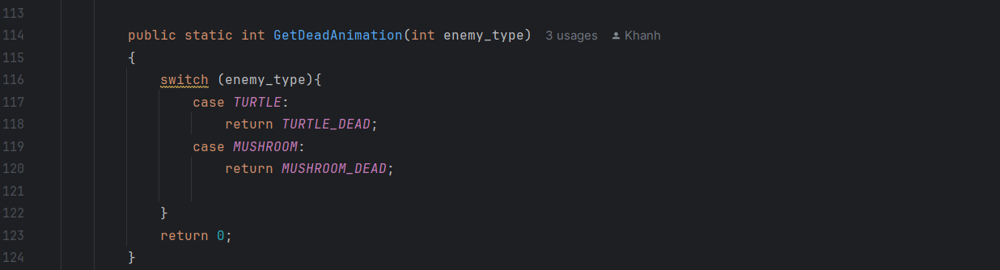 113
114 public static int GetDeadAnimation(int enemy_type) 3 usages Khanh
115 {
116 switch (enemy_type){
117 case TURTLE:
118 return TURTLE_DEAD;
119 case MUSHROOM:
120 return MUSHROOM_DEAD;
121
122 }
123 return 0;
124 }